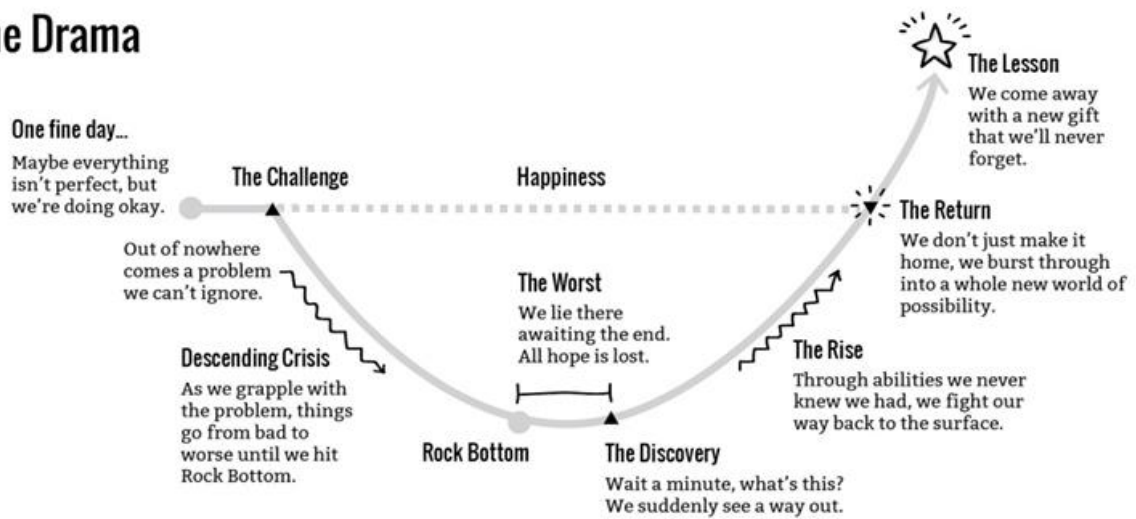 e Drama
One fine day...
Maybe everything
isn't perfect, but
we're doing okay.
The Challenge
Out of nowhere
comes a problem
we can't ignore.
Descending Crisis
As we grapple with
the problem, things
go from bad to
worse until we hit
Rock Bottom.
Happiness
The Worst
We lie there
awaiting the end.
All hope is lost.
Rock Bottom
The Discovery
Wait a minute, what's this?
We suddenly see a way out.
The Rise
Through abilities we never
knew we had, we fight our
way back to the surface.
The Return
We don't just make it
home, we burst through
into a whole new world of
possibility.
The Lesson
We come away
with a new gift
that we'll never
forget.